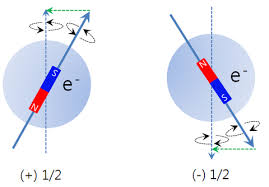 S
N
e-
N
S
e-
(+) 1/2
(-) 1/2